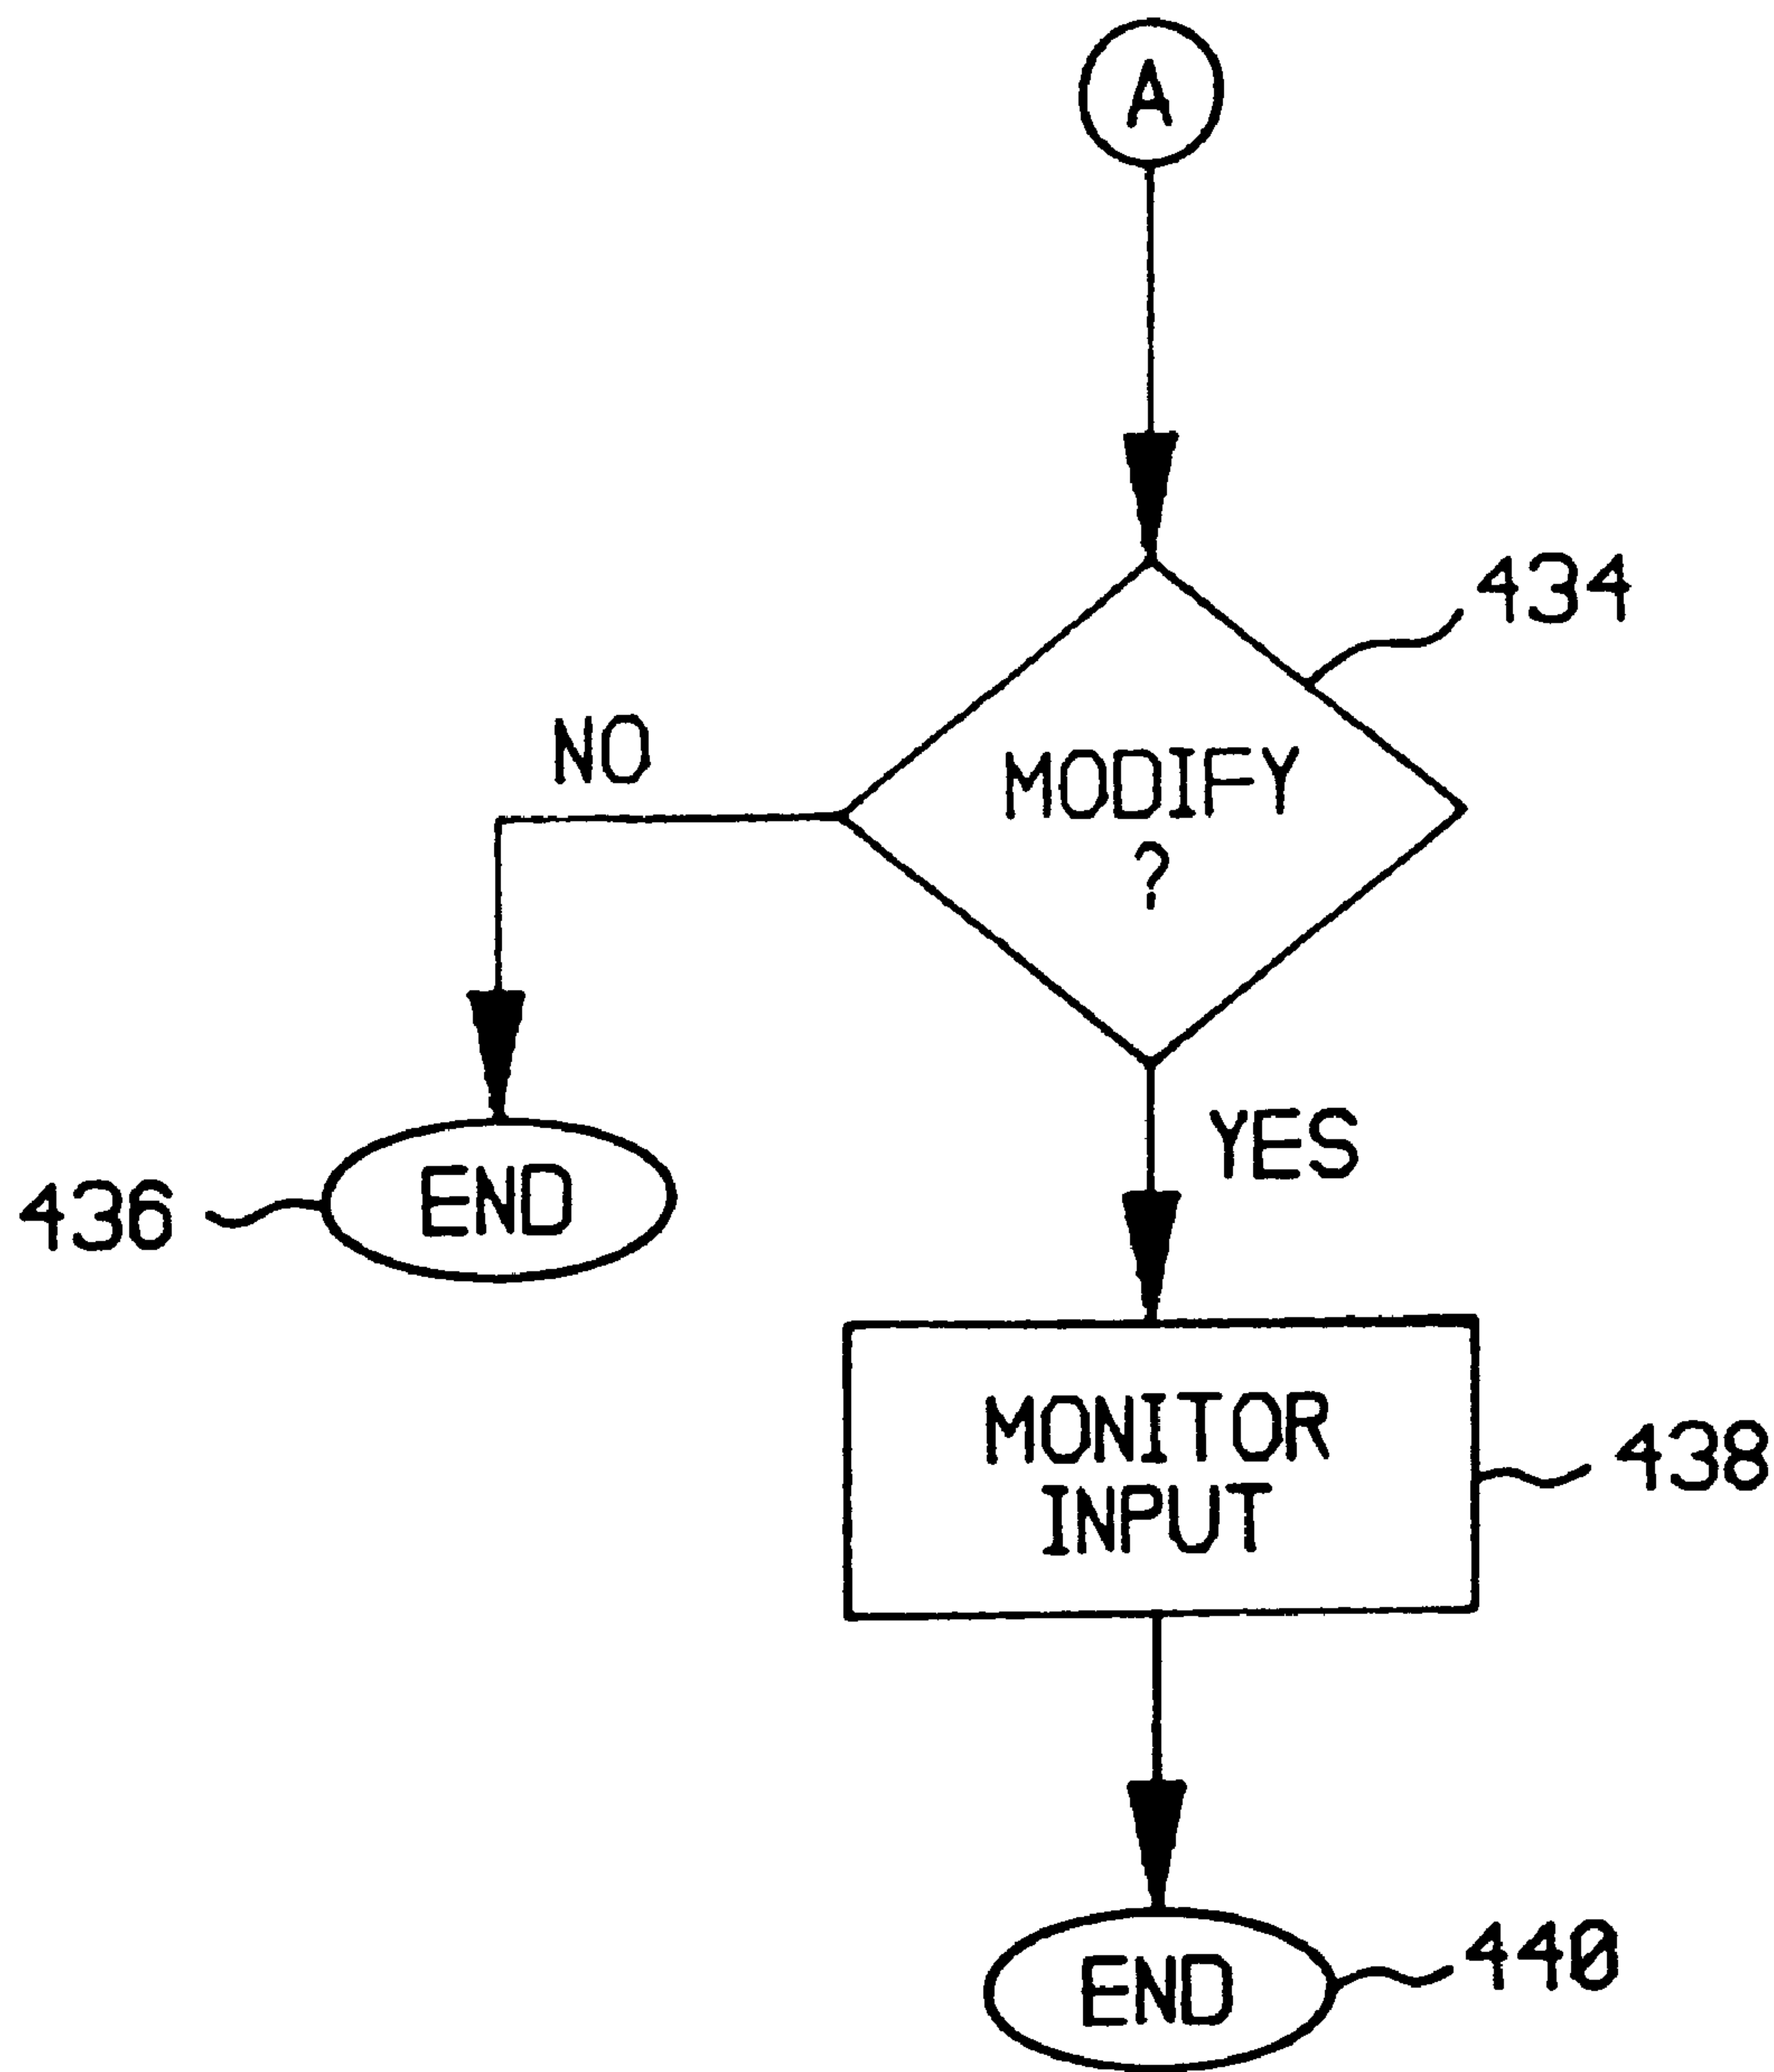 A
434
NO
MODIFY
?
YES
436
END
MONITOR
INPUT
438
END
440